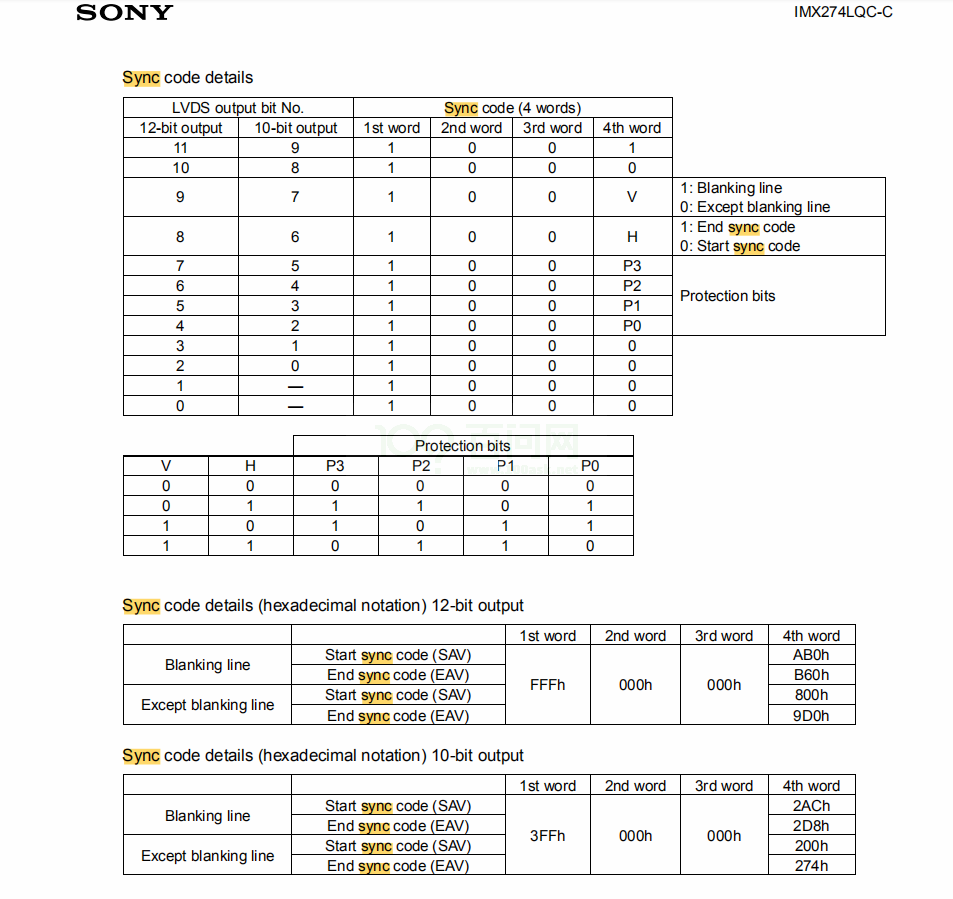 SONY
IMX274LQC-C
Sync code details
LVDS output bit No. Sync code (4 words)
12-bit output 10-bit output 1st word 2nd word 3rd word 4th word
11 9 1 0 0 1
10 8 1 0 0 0
9 7 1 0 0 V 1: Blanking line
0: Except blanking line
8 6 1 0 0 H 1: End sync code
0: Start sync code
7 5 1 0 0 P3
6 4 1 0 0 P2
Protection bits
5 3 1 0 0 P1
4 2 1 0 0 P0
3 1 1 0 0 0
2 0 1 0 0 0
1 — 1 0 0 0
0 — 1 0 0 0
Protection bits
V H P3 P2 P1 P0
0 0 0 0 0 0
0 1 1 1 0 1
1 0 1 0 1 1
1 1 0 1 1 0
Sync code details (hexadecimal notation) 12-bit output
1st word 2nd word 3rd word 4th word
Blanking line Start sync code (SAV) FFFh 000h 000h AB0h
End sync code (EAV) B60h
Except blanking line Start sync code (SAV) 800h
End sync code (EAV) 9D0h
Sync code details (hexadecimal notation) 10-bit output
1st word 2nd word 3rd word 4th word
Blanking line Start sync code (SAV) 3FFh 000h 000h 2ACh
End sync code (EAV) 2D8h
Except blanking line Start sync code (SAV) 200h
End sync code (EAV) 274h